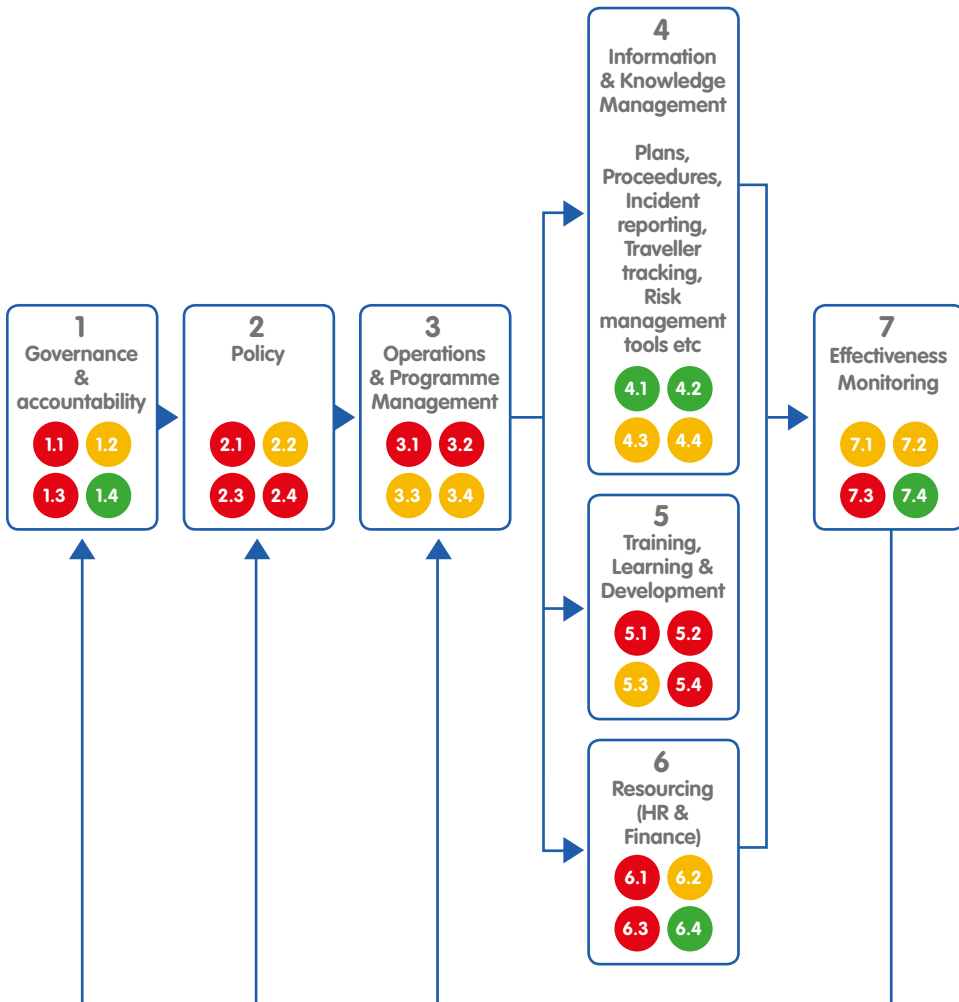 1
Governance
&
accountability
1.1 1.2
1.3 1.4
2
Policy
2.1 2.2
2.3 2.4
3
Operations
& Programme
Management
3.1 3.2
3.3 3.4
4
Information
& Knowledge
Management
Plans,
Proceedures,
Incident
reporting,
Traveller
tracking,
Risk
management
tools etc
4.1 4.2
4.3 4.4
5
Training,
Learning &
Development
5.1 5.2
5.3 5.4
6
Resourcing
(HR &
Finance)
6.1 6.2
6.3 6.4
7
Effectiveness
Monitoring
7.1 7.2
7.3 7.4